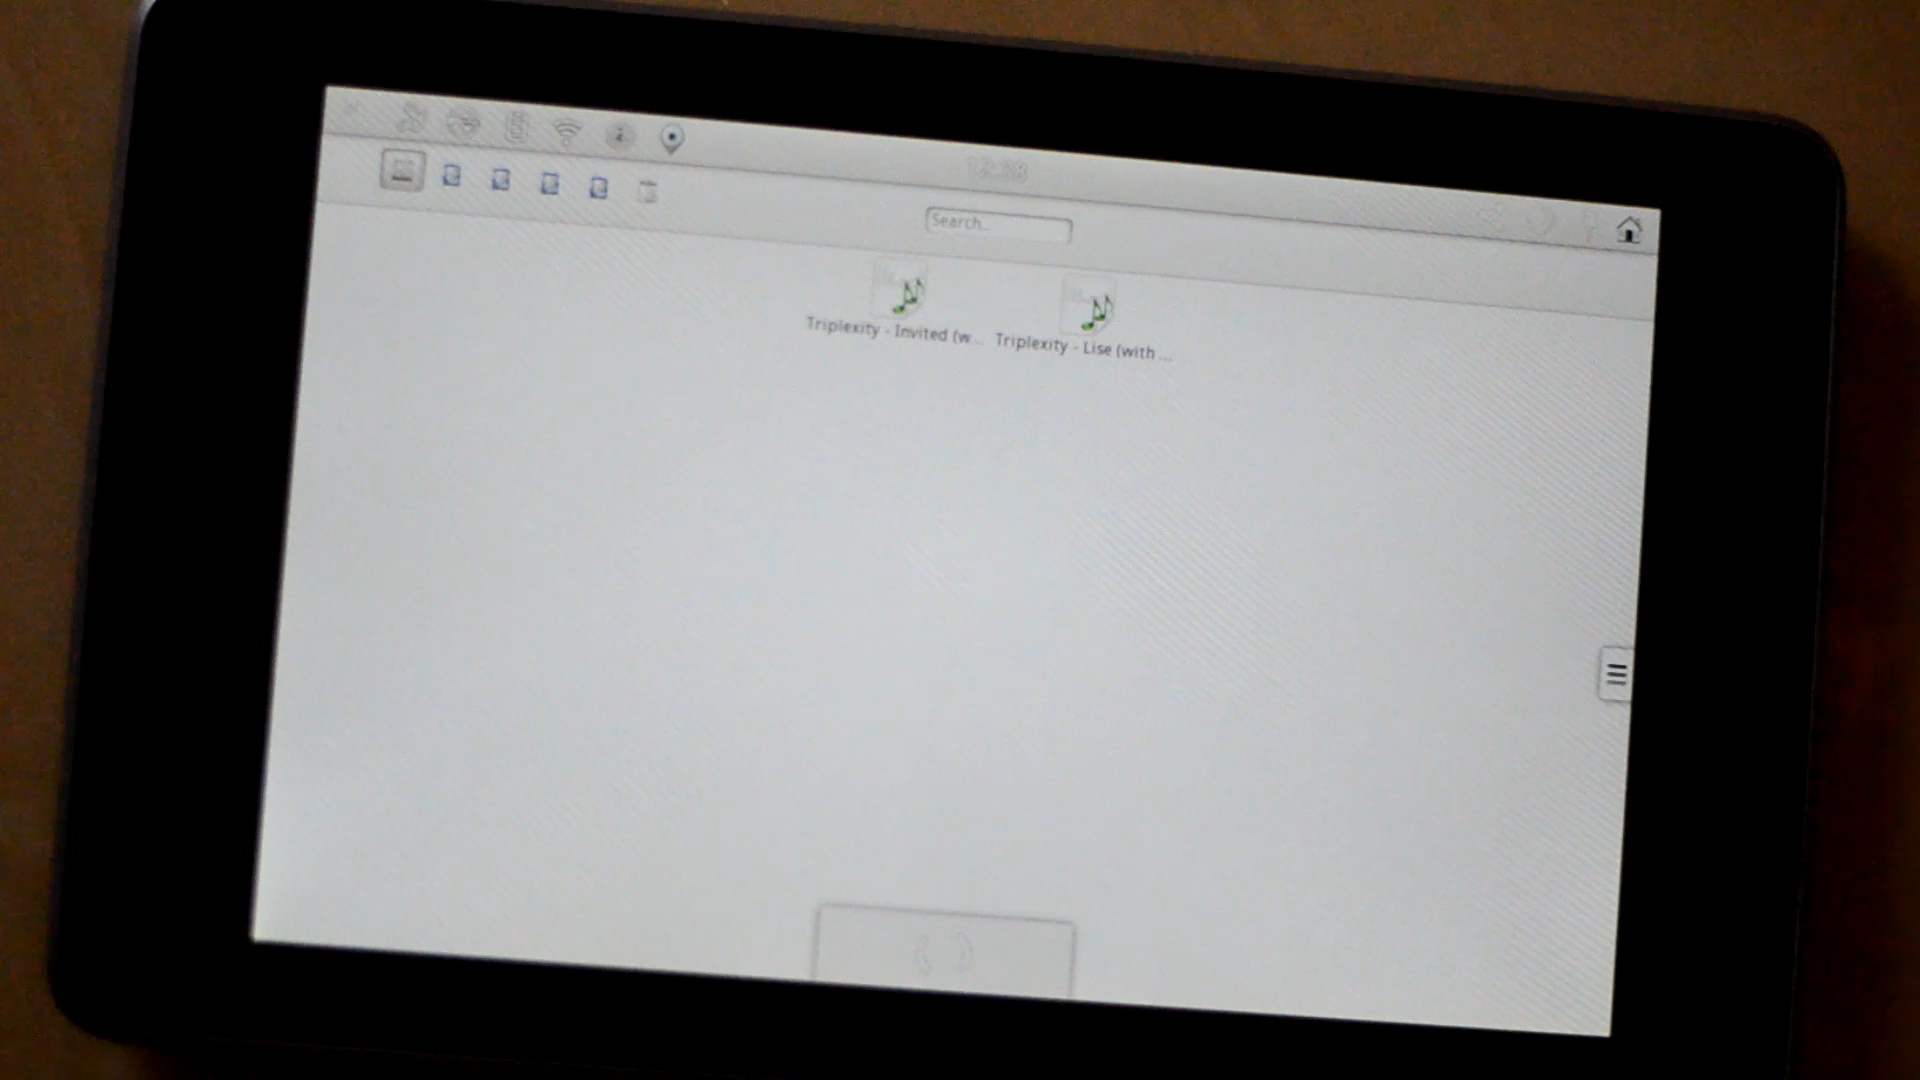 Search...
Triplexity - Invited (w...
Triplexity - Lise (with ...